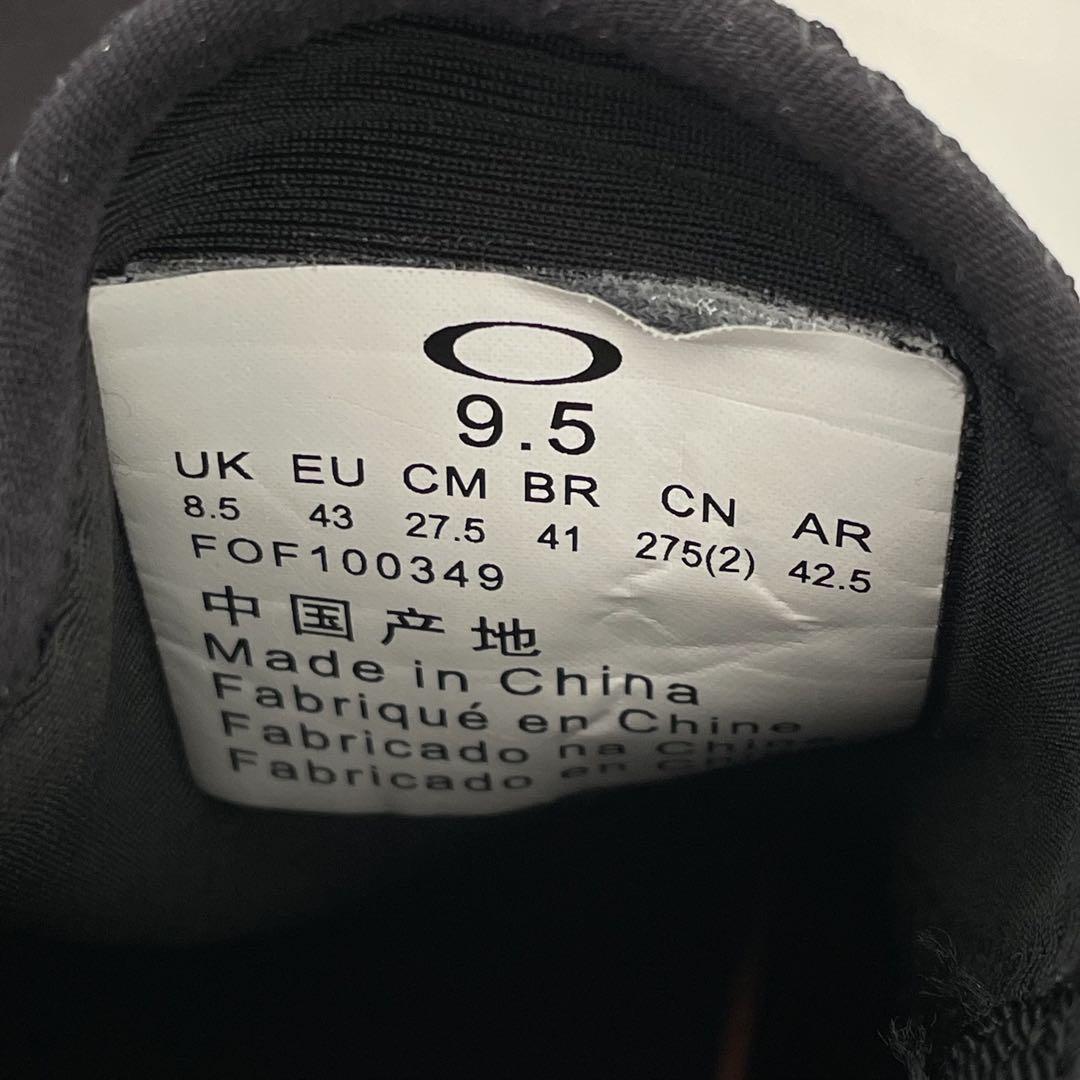 9.5
UK EU CM BR CN AR
8.5 43 27.5 41 275(2) 42.5
FOF100349
中国产地
Made in China
Fabriqué en Chine
Fabricado na China
Fabricado en China